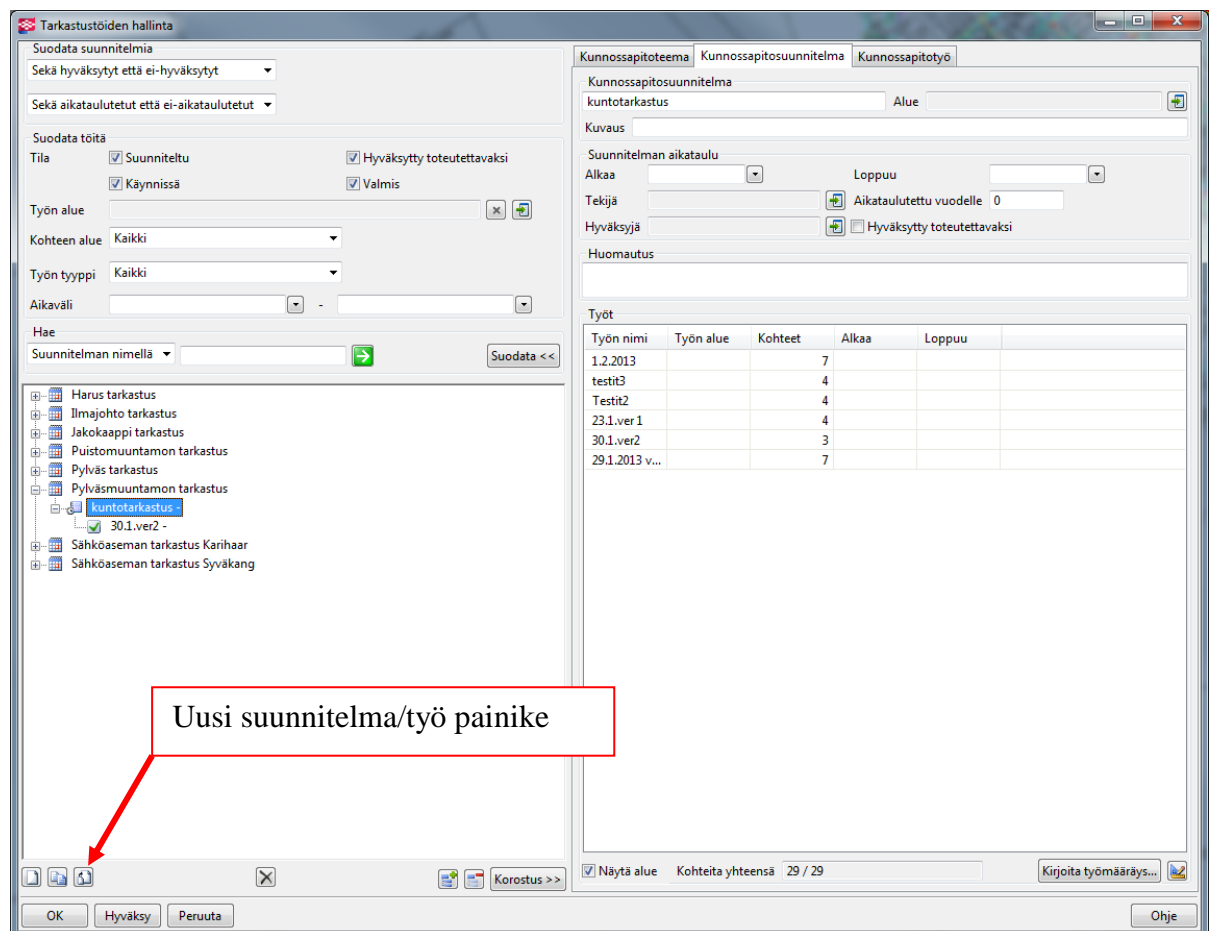 Tarkastustöiden hallinta
Suodata suunnitelmia
Sekä hyväksytyt että ei-hyväksytyt
Sekä aikataulutetut että ei-aikataulutetut
Suodata töitä
Tila Suunniteltu Hyväksytty toteutettavaksi
Käynnissä Valmis
Työn alue
Kohteen alue Kaikki
Työn tyyppi Kaikki
Aikaväli -
Hae
Suunnitelman nimellä Suodata <<
Harus tarkastus
Ilmajohto tarkastus
Jakokaappi tarkastus
Puistomuuntamon tarkastus
Pylväs tarkastus
Pylväsmuuntamon tarkastus
kuntotarkastus -
30.1.ver2 -
Sähköaseman tarkastus Karihaar
Sähköaseman tarkastus Syväkang
Uusi suunnitelma/työ painike
Korostus >>
OK Hyväksy Peruuta
Kunnossapitoteema Kunnossapitosuunnitelma Kunnossapitotyö
Kunnossapitosuunnitelma
kuntotarkastus Alue
Kuvaus
Suunnitelman aikataulu
Alkaa Loppuu
Tekijä Aikataulutettu vuodelle 0
Hyväksyjä Hyväksytty toteutettavaksi
Huomautus
Työt
Työn nimi Työn alue Kohteet Alkaa Loppuu
1.2.2013 7
testit3 4
Testit2 4
23.1.ver 1 4
30.1.ver2 3
29.1.2013 v... 7
Näytä alue Kohteita yhteensä 29 / 29 Kirjoita työmääräys...
Ohje